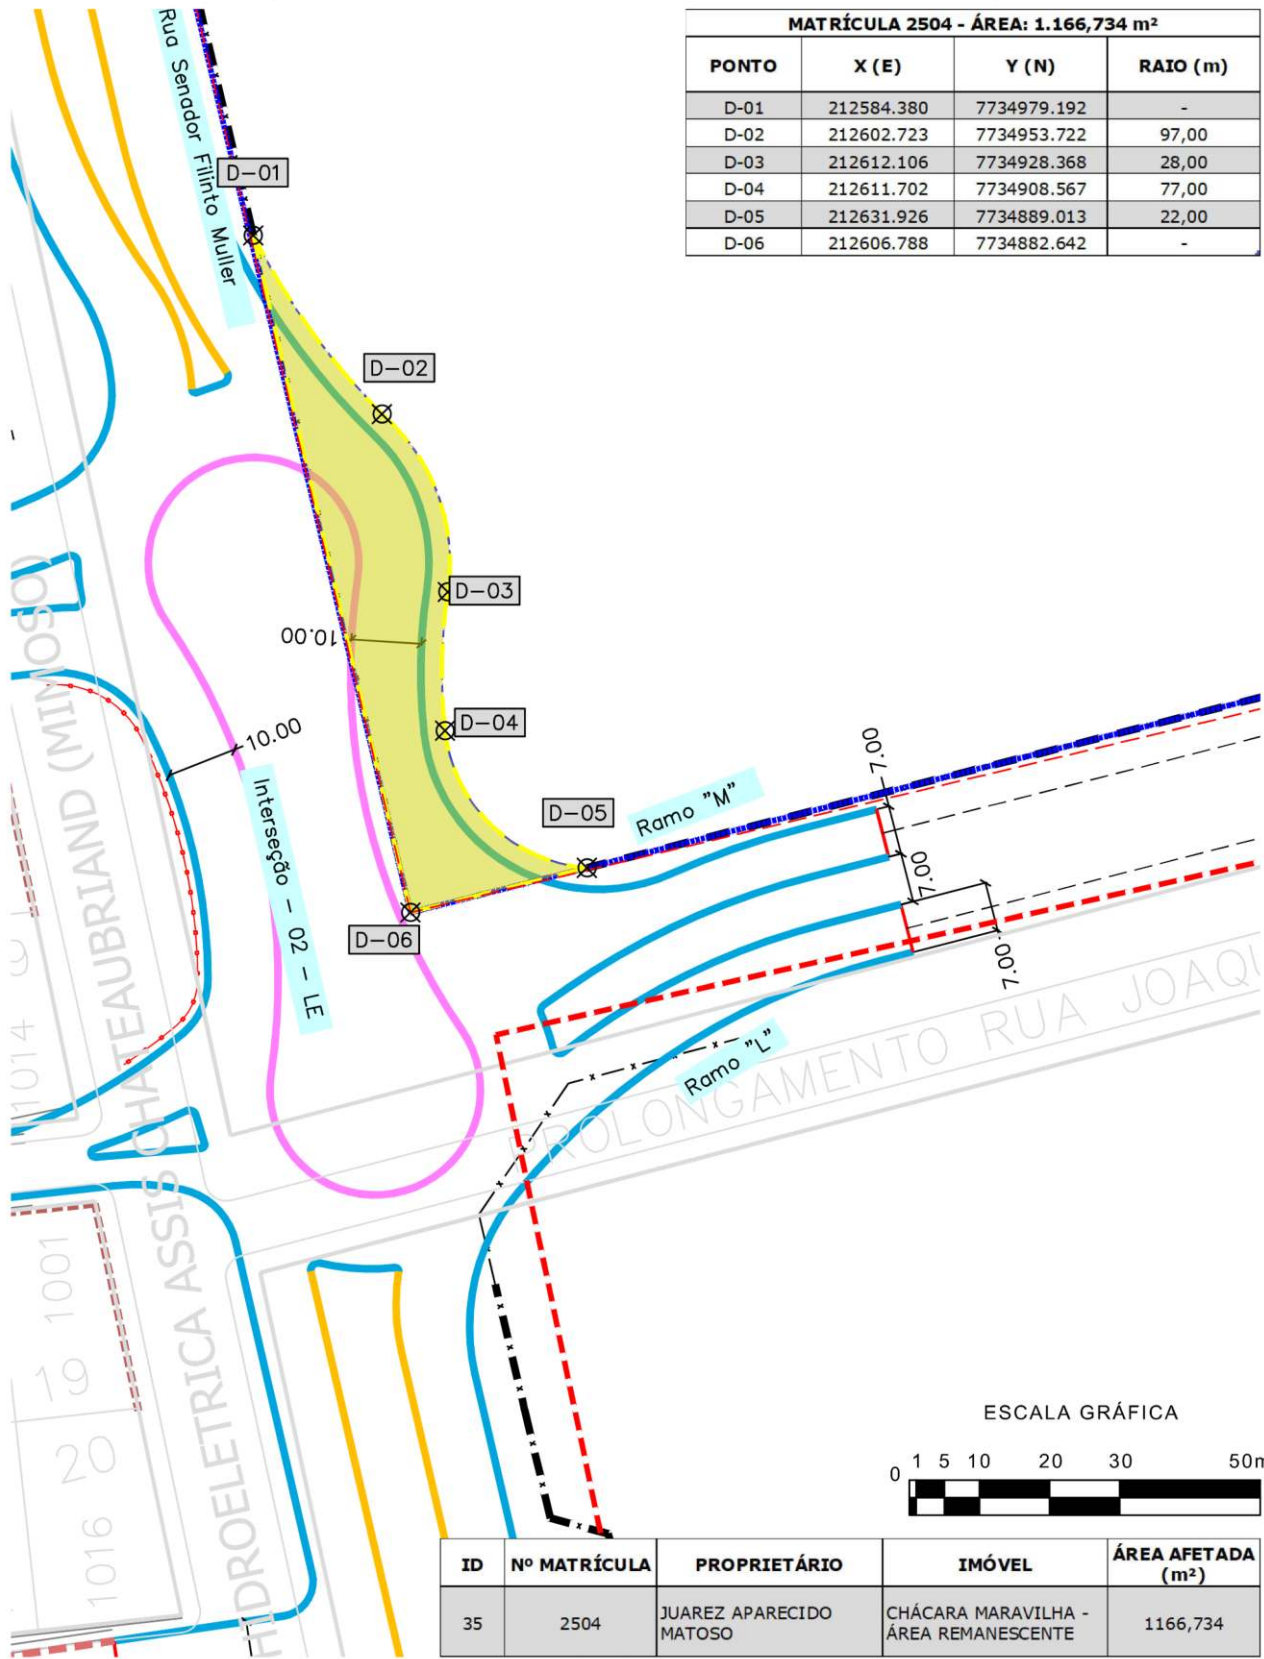 MATRÍCULA 2504 - ÁREA: 1.166,734 m²
PONTO X (E) Y (N) RAIO (m)
D-01 212584.380 7734979.192 -
D-02 212602.723 7734953.722 97,00
D-03 212612.106 7734928.368 28,00
D-04 212611.702 7734908.567 77,00
D-05 212631.926 7734889.013 22,00
D-06 212606.788 7734882.642 -
Rua Senador Filinto Muller
D-01
D-02
D-03
10.00
D-04
10.00
Interseção - 02 - LE
D-05
Ramo "M"
7.00
7.00
7.00
D-06
Ramo "L"
PROLONGAMENTO RUA JOAQU
HIDROELETRICA ASSIS CHATEAUBRIAND (MIMOSO)
1014
1001
19
20
1016
ESCALA GRÁFICA
0 1 5 10 20 30 50m
ID Nº MATRÍCULA PROPRIETÁRIO IMÓVEL ÁREA AFETADA (m²)
35 2504 JUAREZ APARECIDO MATOSO CHÁCARA MARAVILHA - ÁREA REMANESCENTE 1166,734